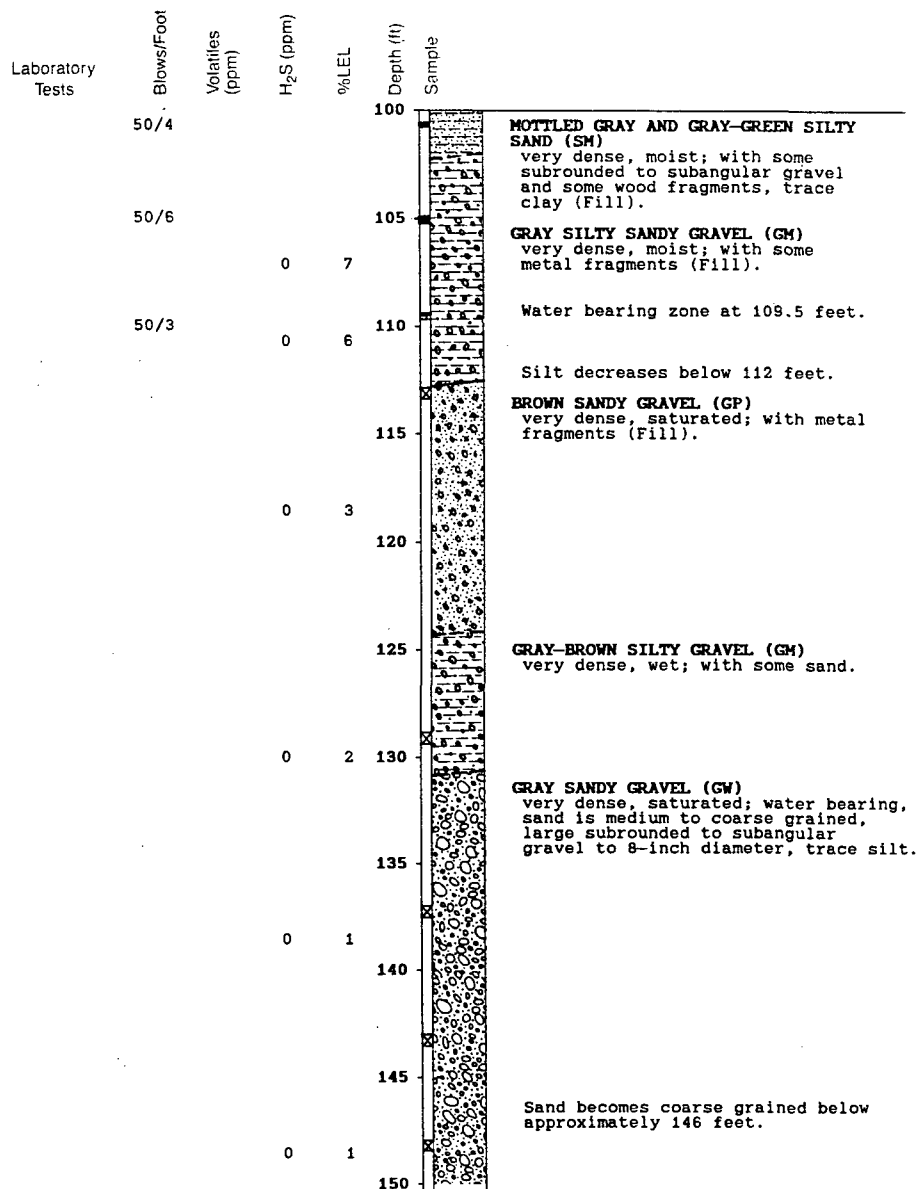 Laboratory
Tests
Blows/Foot
Volatiles
(ppm)
H₂S (ppm)
%LEL
Depth (ft)
Sample
100
50/4
MOTTLED GRAY AND GRAY-GREEN SILTY
SAND (SM)
very dense, moist; with some
subrounded to subangular gravel
and some wood fragments, trace
clay (Fill).
50/6
105
GRAY SILTY SANDY GRAVEL (GM)
very dense, moist; with some
metal fragments (Fill).
0 7
Water bearing zone at 109.5 feet.
50/3
110
0 6
Silt decreases below 112 feet.
BROWN SANDY GRAVEL (GP)
very dense, saturated; with metal
fragments (Fill).
115
0 3
120
125
GRAY-BROWN SILTY GRAVEL (GM)
very dense, wet; with some sand.
0 2
130
GRAY SANDY GRAVEL (GW)
very dense, saturated; water bearing,
sand is medium to coarse grained,
large subrounded to subangular
gravel to 8-inch diameter, trace silt.
135
0 1
140
145
Sand becomes coarse grained below
approximately 146 feet.
0 1
150